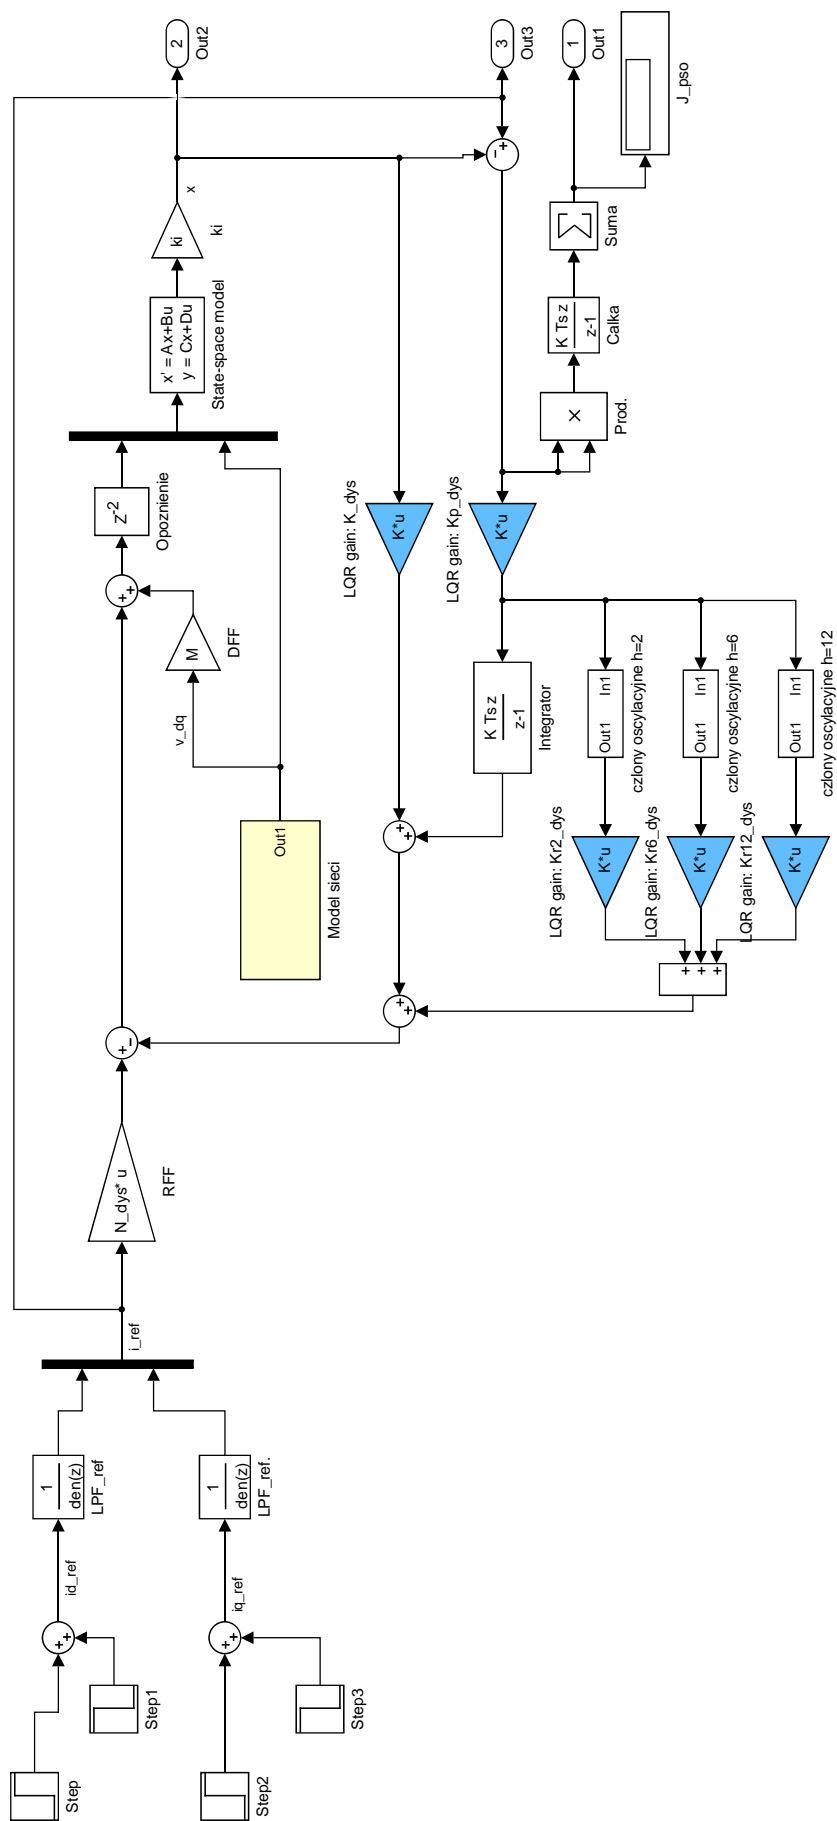 Step
Step1
Step2
Step3
id_ref
iq_ref
1
den(z)
LPF_ref
1
den(z)
LPF_ref.
i_ref
N_dys* u
RFF
+
-
+
+
+
+
Model sieci
Out1
v_dq
M
DFF
+
+
Z-2
Opoznienie
x' = Ax+Bu
y = Cx+Du
State-space model
ki
ki
x
2
Out2
3
Out3
1
Out1
J_pso
-
+
Suma
K Ts z
z-1
Calka
×
Prod.
LQR gain: K_dys
K*u
LQR gain: Kp_dys
K*u
K Ts z
z-1
Integrator
+
+
+
+
Out1 In1
czlony oscylacyjne h=2
Out1 In1
czlony oscylacyjne h=6
Out1 In1
czlony oscylacyjne h=12
LQR gain: Kr2_dys
K*u
LQR gain: Kr6_dys
K*u
LQR gain: Kr12_dys
K*u
+
+
+